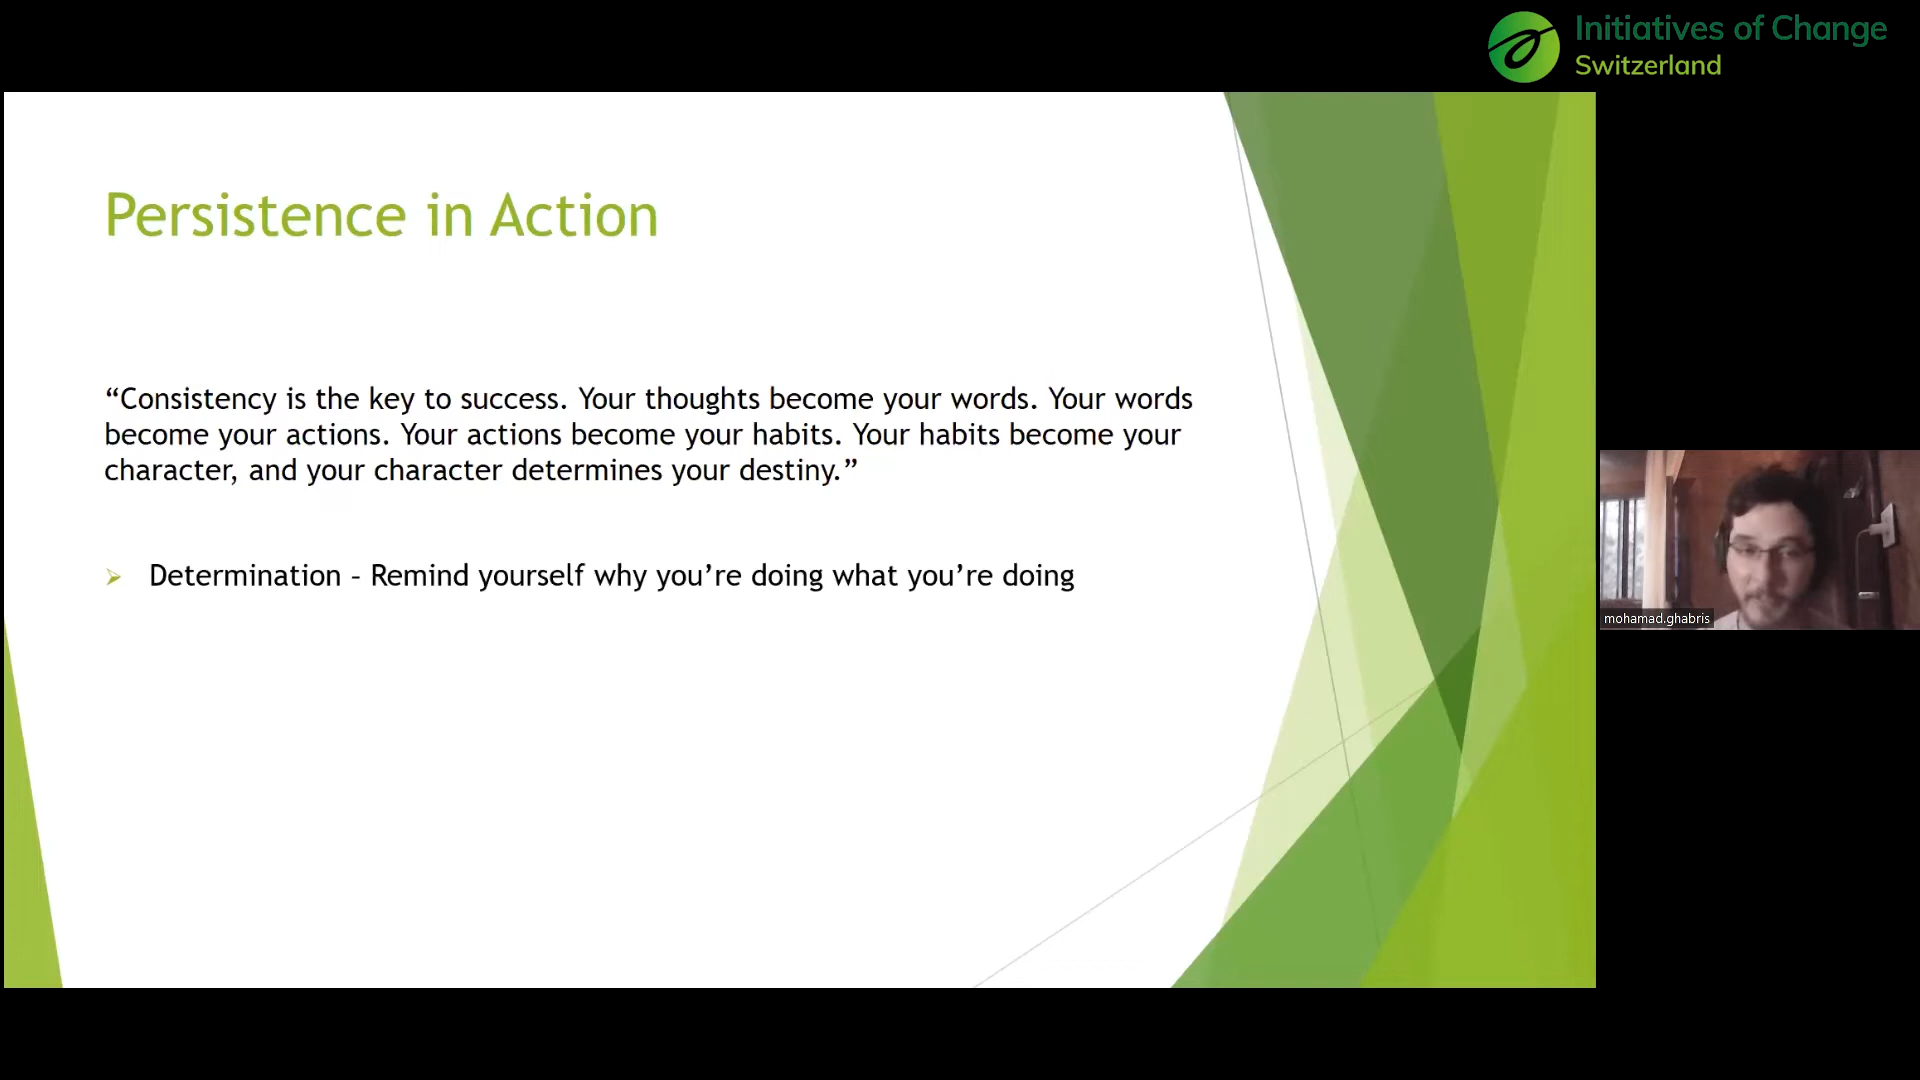 Initiatives of Change
Switzerland
Persistence in Action
“Consistency is the key to success. Your thoughts become your words. Your words
become your actions. Your actions become your habits. Your habits become your
character, and your character determines your destiny.”
Determination – Remind yourself why you’re doing what you’re doing
mohamad.ghabris